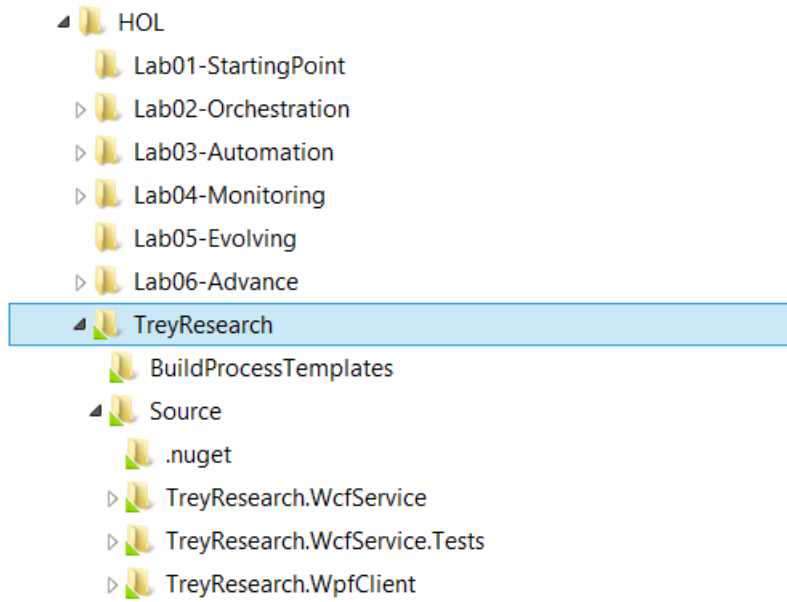 HOL
Lab01-StartingPoint
Lab02-Orchestration
Lab03-Automation
Lab04-Monitoring
Lab05-Evolving
Lab06-Advance
TreyResearch
BuildProcessTemplates
Source
.nuget
TreyResearch.WcfService
TreyResearch.WcfService.Tests
TreyResearch.WpfClient